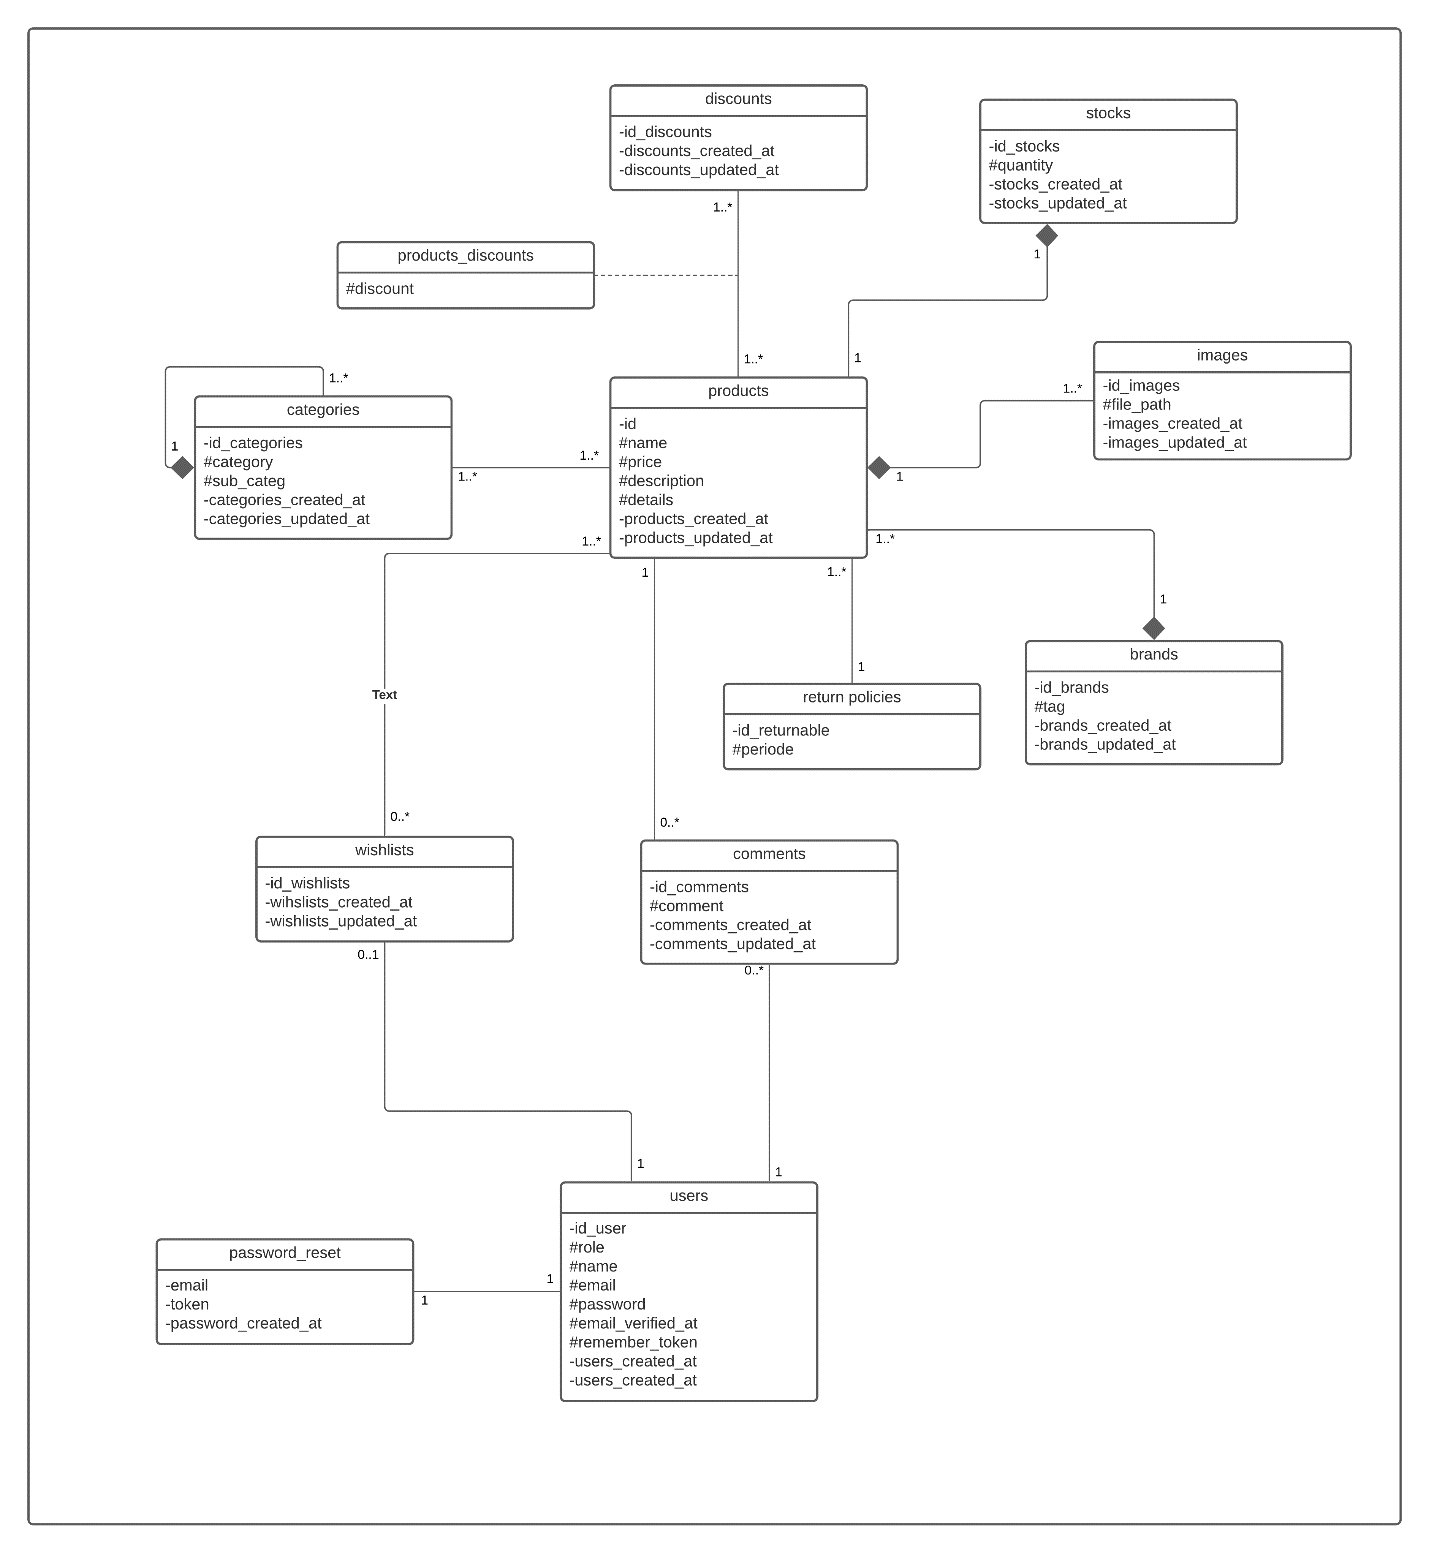 discounts
-id_discounts
-discounts_created_at
-discounts_updated_at
1..*
stocks
-id_stocks
#quantity
-stocks_created_at
-stocks_updated_at
1
products_discounts
#discount
1..*
1
images
-id_images
#file_path
-images_created_at
-images_updated_at
1..*
1..*
1
categories
-id_categories
#category
#sub_categ
-categories_created_at
-categories_updated_at
1..*
1..*
products
-id
#name
#price
#description
#details
-products_created_at
-products_updated_at
1
1..*
1..*
1
1..*
1
brands
-id_brands
#tag
-brands_created_at
-brands_updated_at
1
return policies
-id_returnable
#periode
Text
0..*
wishlists
-id_wishlists
-wihslists_created_at
-wishlists_updated_at
0..1
0..*
comments
-id_comments
#comment
-comments_created_at
-comments_updated_at
0..*
1
1
users
-id_user
#role
#name
#email
#password
#email_verified_at
#remember_token
-users_created_at
-users_created_at
password_reset
-email
-token
-password_created_at
1
1